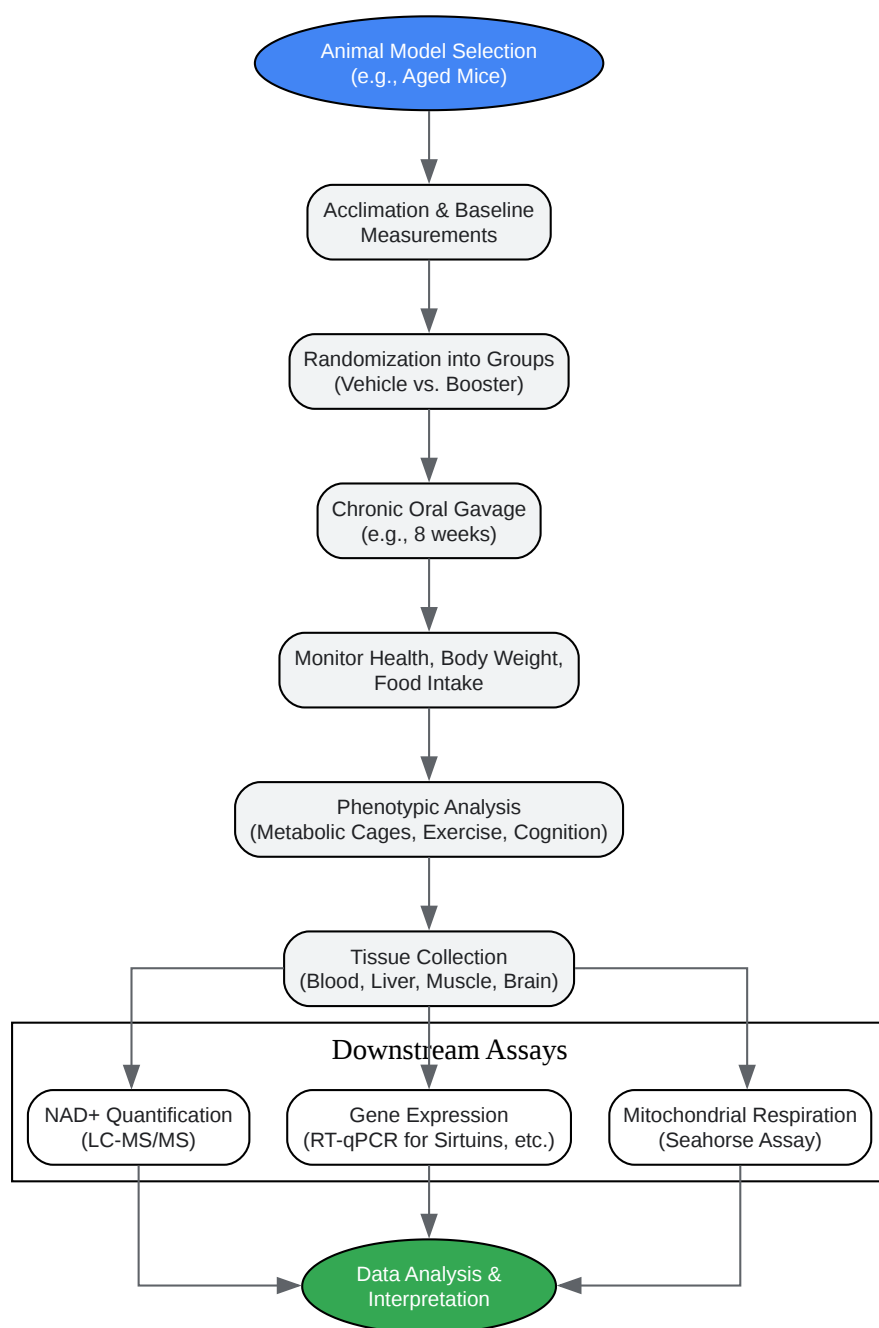 Animal Model Selection
(e.g., Aged Mice)
Acclimation & Baseline
Measurements
Randomization into Groups
(Vehicle vs. Booster)
Chronic Oral Gavage
(e.g., 8 weeks)
Monitor Health, Body Weight,
Food Intake
Phenotypic Analysis
(Metabolic Cages, Exercise, Cognition)
Tissue Collection
(Blood, Liver, Muscle, Brain)
Downstream Assays
NAD+ Quantification
(LC-MS/MS)
Gene Expression
(RT-qPCR for Sirtuins, etc.)
Mitochondrial Respiration
(Seahorse Assay)
Data Analysis &
Interpretation